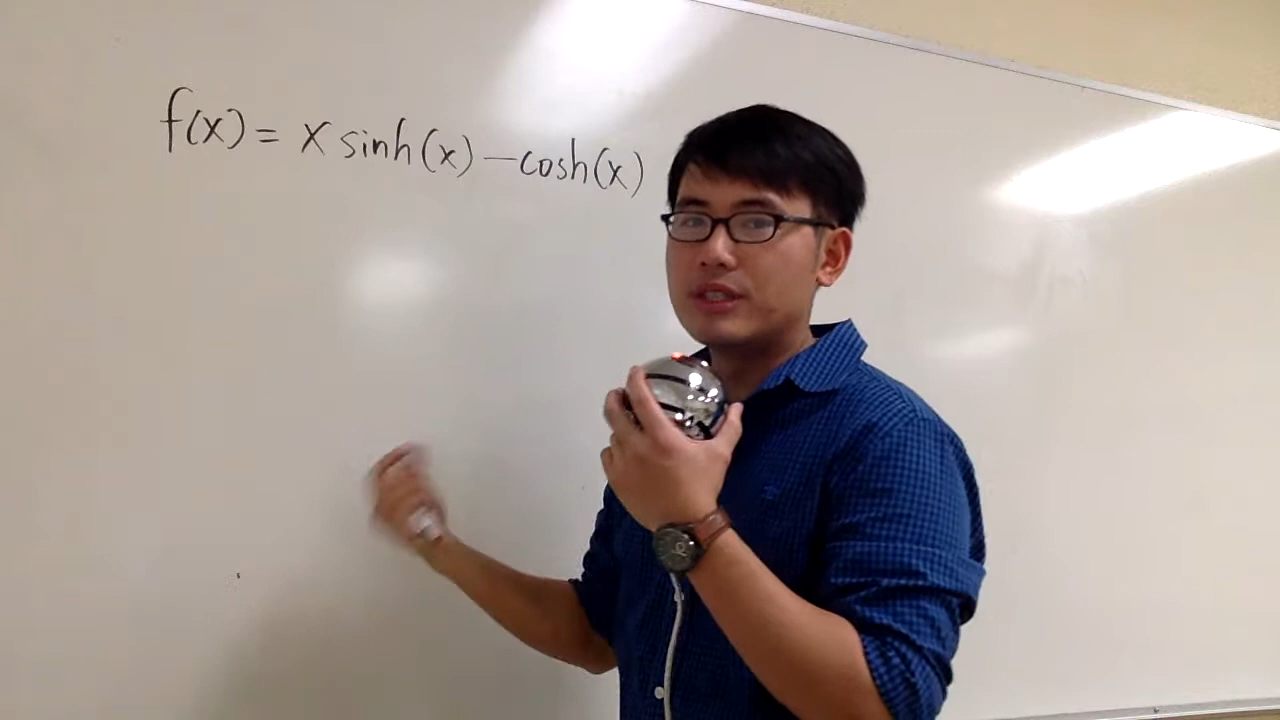 f(x) = x sinh(x) - cosh(x)